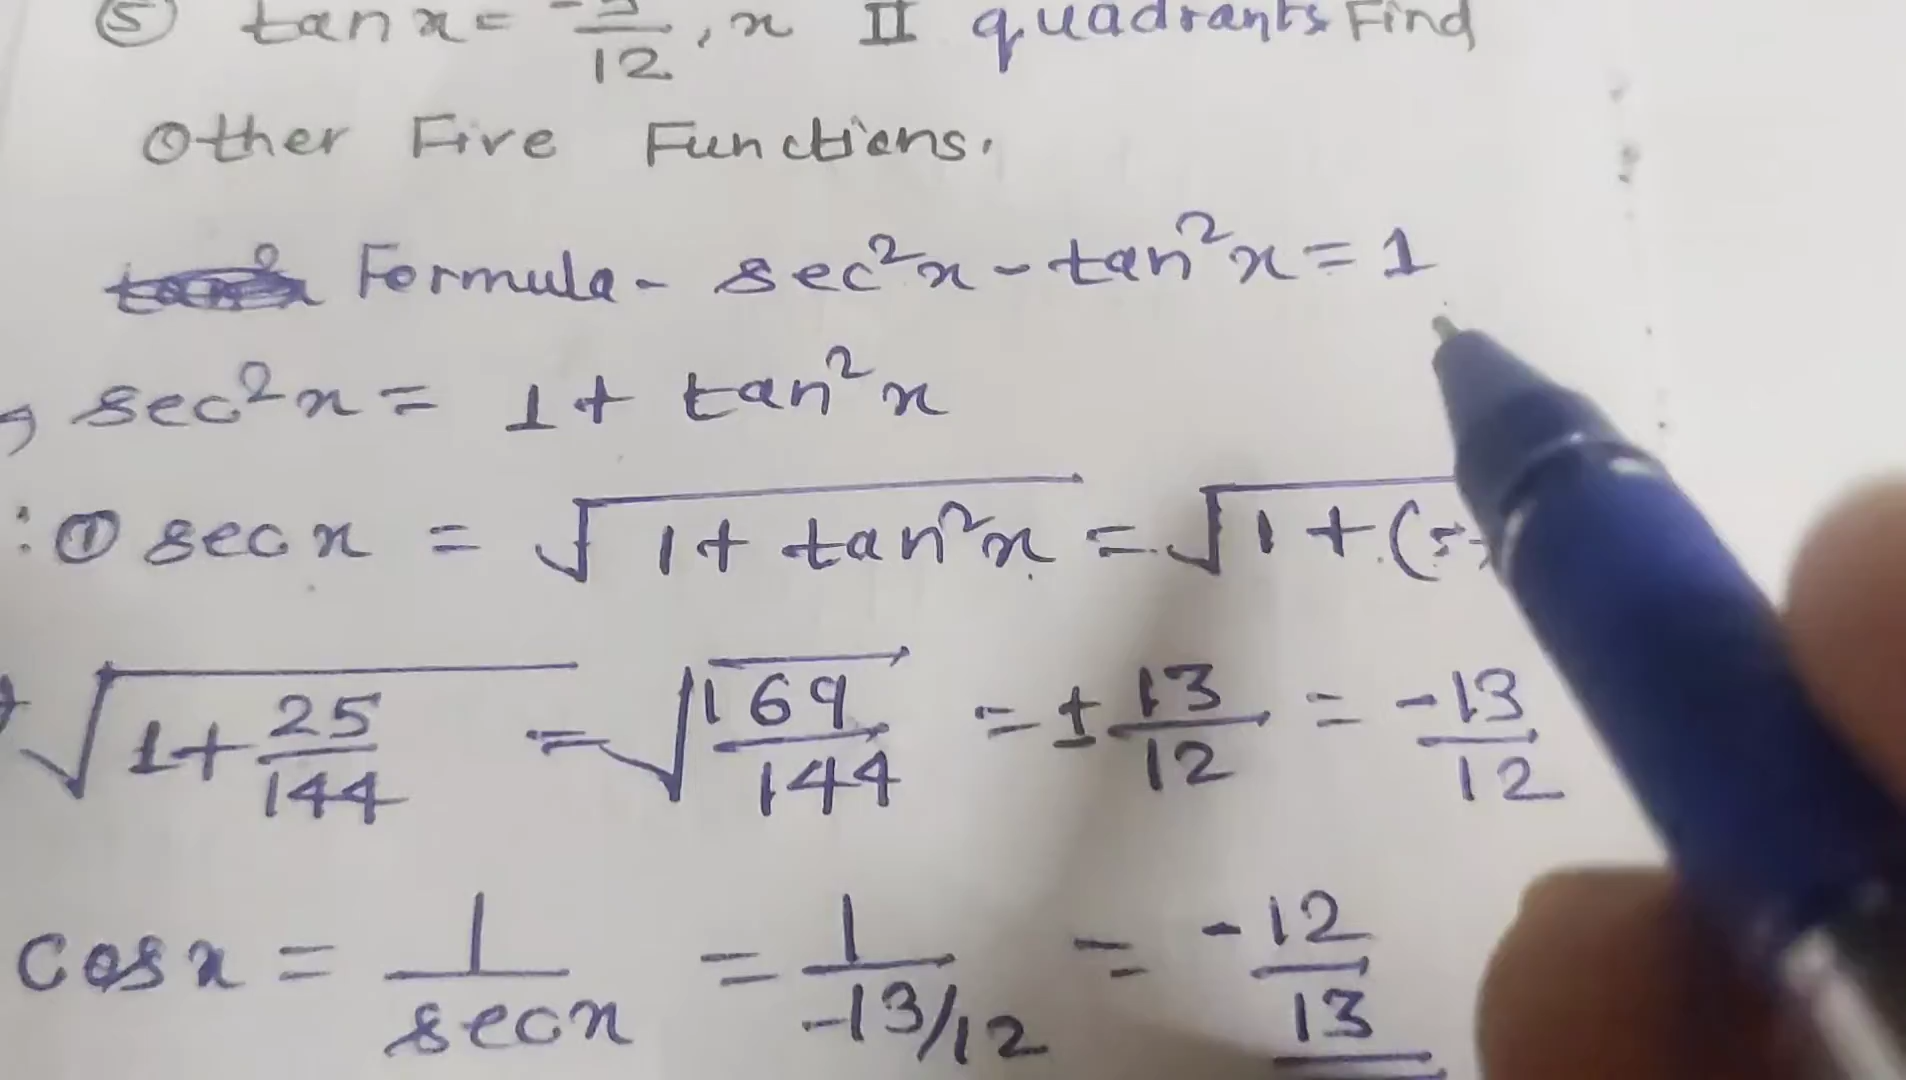 ⑤ tan x = -5/12, x II quadrants Find
Other Five Functions.
Formula - sec²x - tan²x = 1
sec²x = 1 + tan²x
: ① sec x = √(1 + tan²x) = √(1 + (
√(1 + 25/144) = √(169/144) = ± 13/12 = -13/12
cos x = 1/sec x = 1/(-13/12) = -12/13